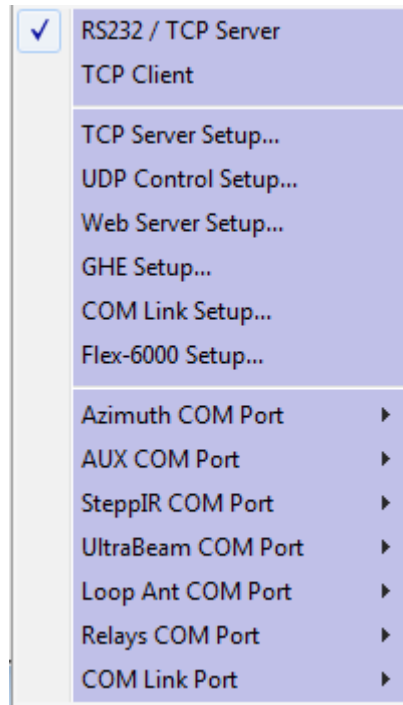 RS232 / TCP Server
TCP Client
TCP Server Setup...
UDP Control Setup...
Web Server Setup...
GHE Setup...
COM Link Setup...
Flex-6000 Setup...
Azimuth COM Port
AUX COM Port
SteppIR COM Port
UltraBeam COM Port
Loop Ant COM Port
Relays COM Port
COM Link Port